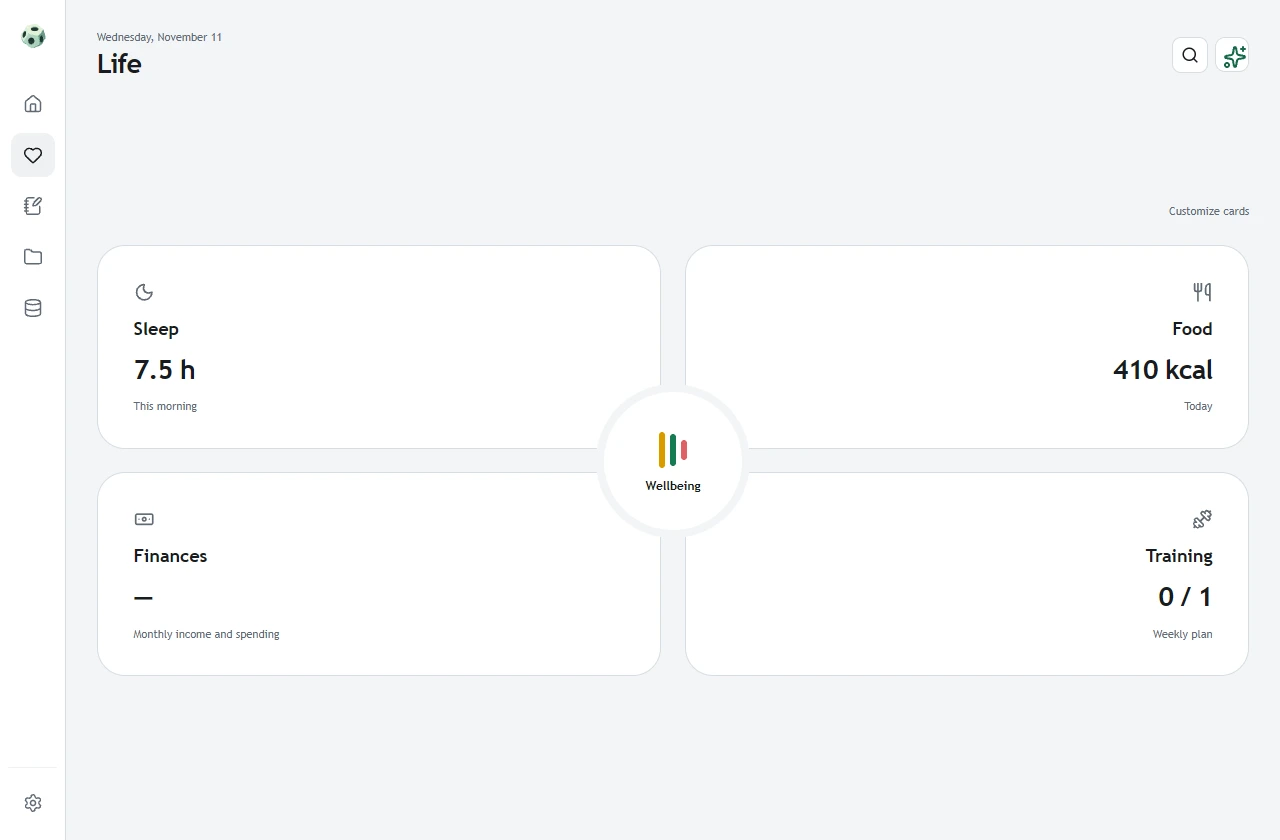 Wednesday, November 11
Life
Customize cards
Sleep
7.5 h
This morning
Food
410 kcal
Today
Wellbeing
Finances
—
Monthly income and spending
Training
0 / 1
Weekly plan